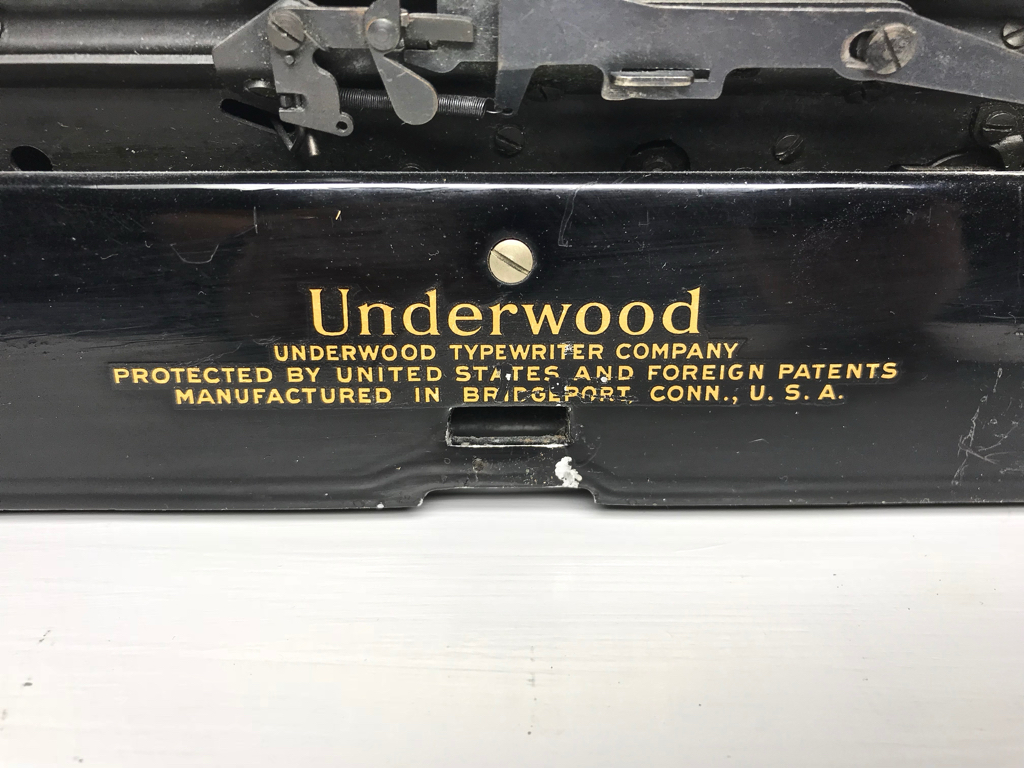 Underwood
UNDERWOOD TYPEWRITER COMPANY
PROTECTED BY UNITED STATES AND FOREIGN PATENTS
MANUFACTURED IN BRIDGEPORT CONN., U. S. A.